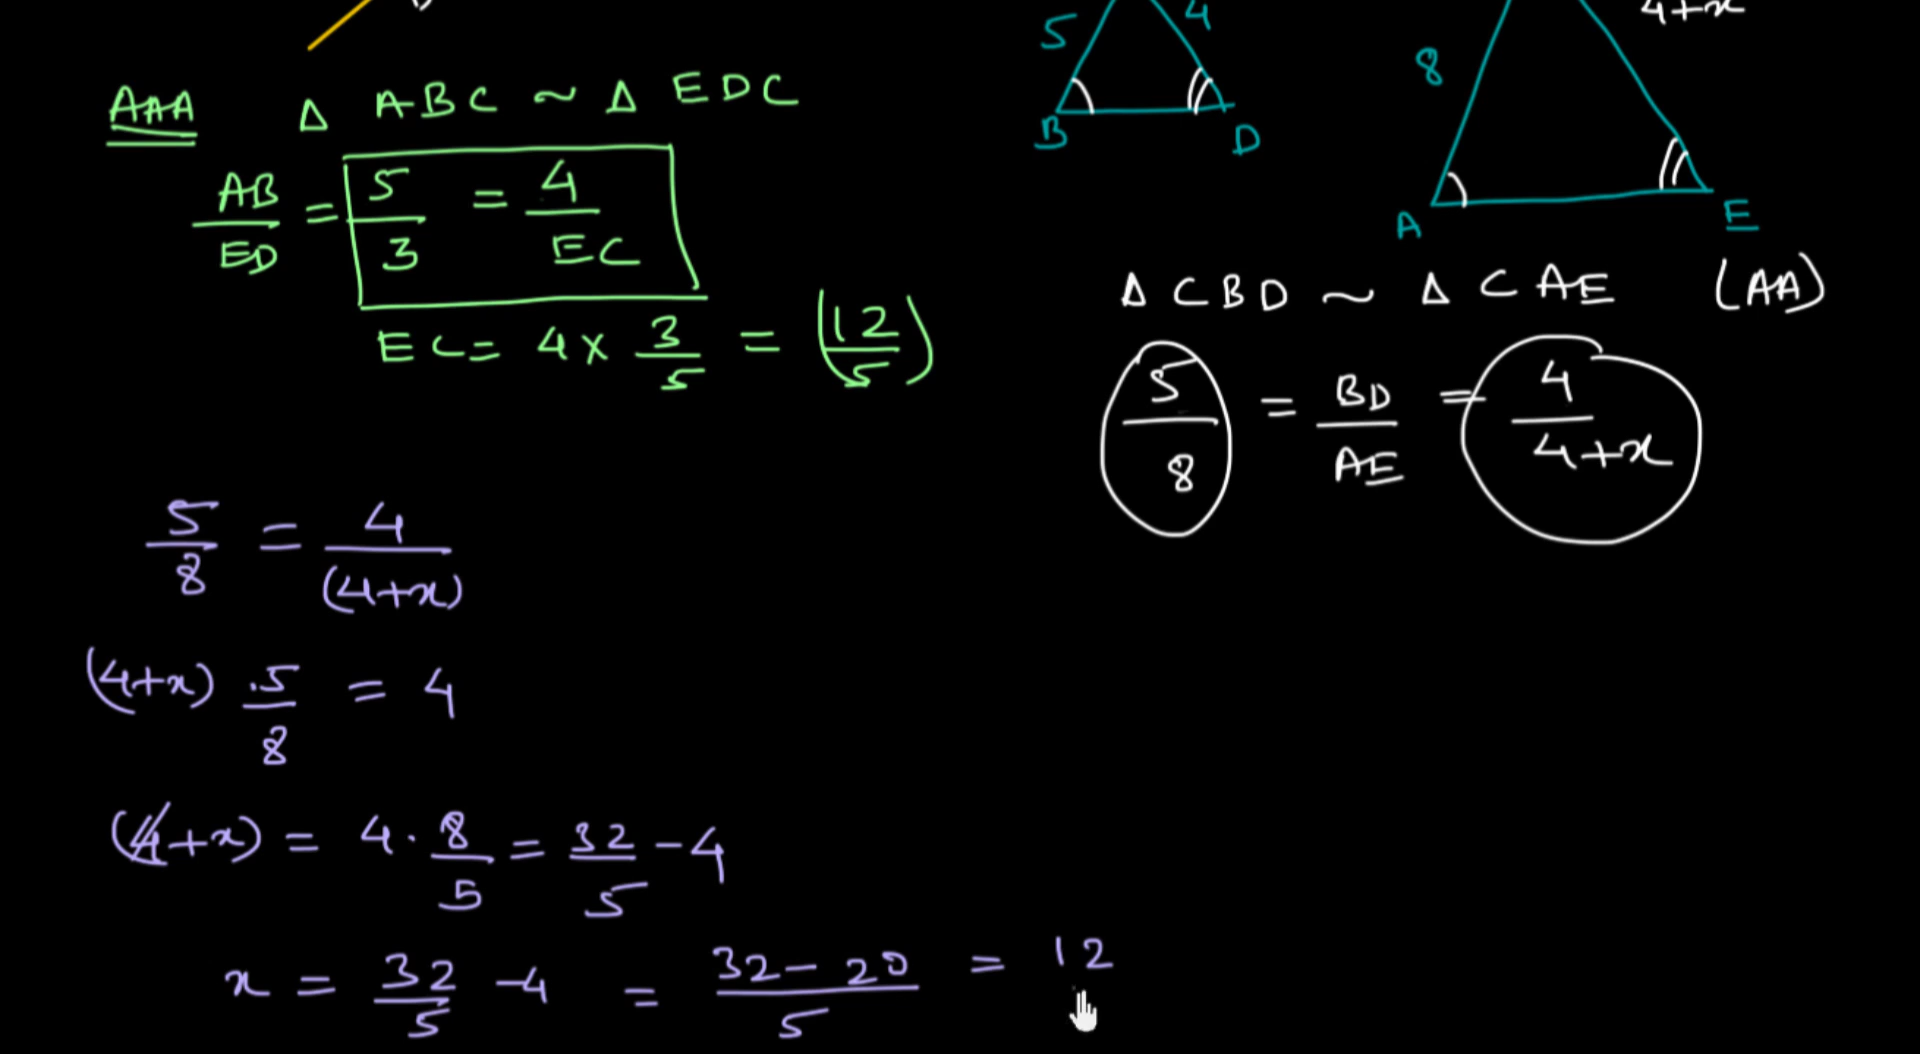 5 4
8 4+x
B D
A E
AAA Δ ABC ~ Δ EDC
AB/ED = 5/3 = 4/EC
EC = 4 × 3/5 = (12/5)
Δ CBD ~ Δ CAE (AA)
5/8 = BD/AE = 4/4+x
5/8 = 4/(4+x)
(4+x) . 5/8 = 4
(4+x) = 4 · 8/5 = 32/5 - 4
x = 32/5 - 4 = 32-20/5 = 12